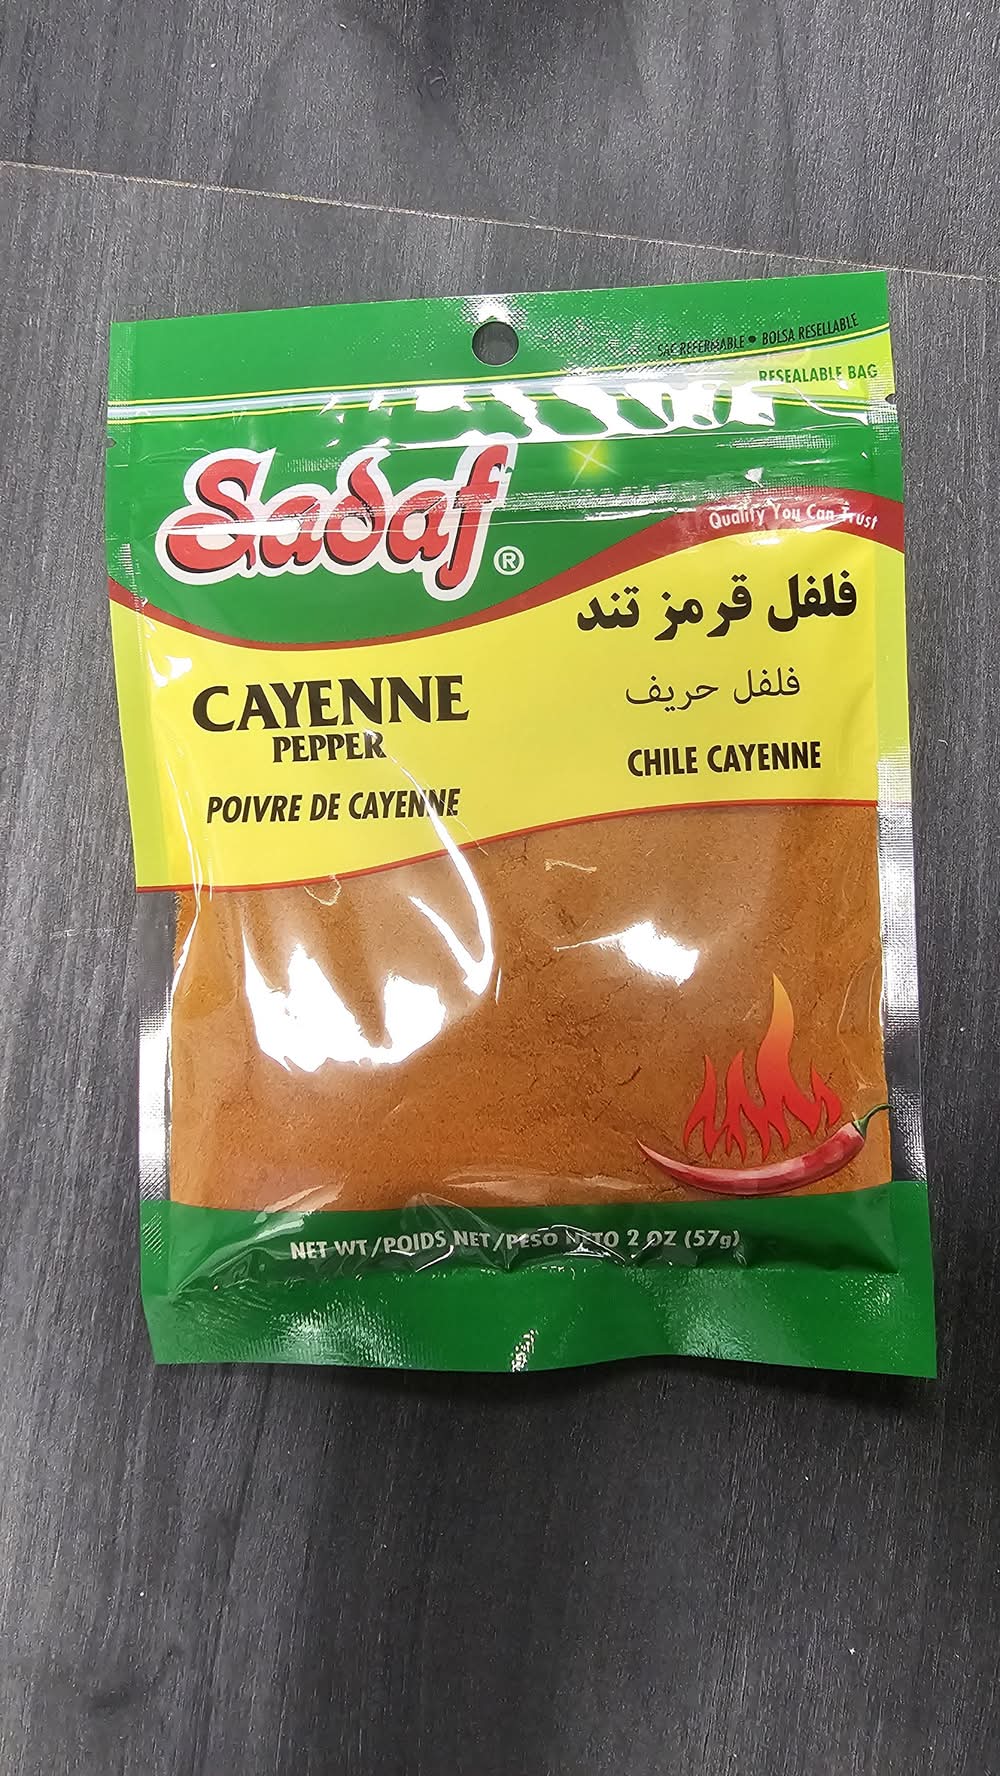 SAC REFERMABLE • BOLSA RESELLABLE
RESEALABLE BAG
Sadaf®
Quality You Can Trust
فلفل قرمز تند
فلفل حريف
CAYENNE
PEPPER
CHILE CAYENNE
POIVRE DE CAYENNE
NET WT/POIDS NET/PESO NETO 2 OZ (57g)